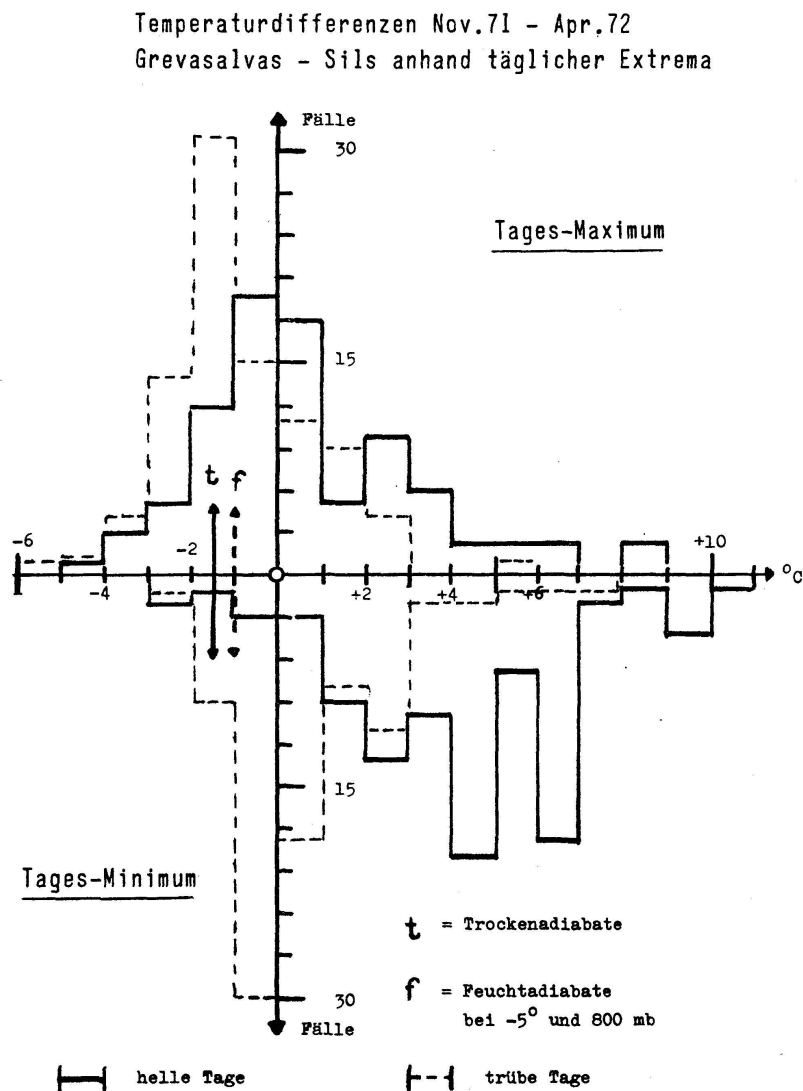 Temperaturdifferenzen Nov.71 - Apr.72
Grevasalvas - Sils anhand täglicher Extrema
Fälle
30
Tages-Maximum
15
t f
-6
-4
-2
+2
+4
+6
+10
°C
15
Tages-Minimum
t = Trockenadiabate
f = Feuchtadiabate
bei -5° und 800 mb
30
Fälle
helle Tage
trübe Tage